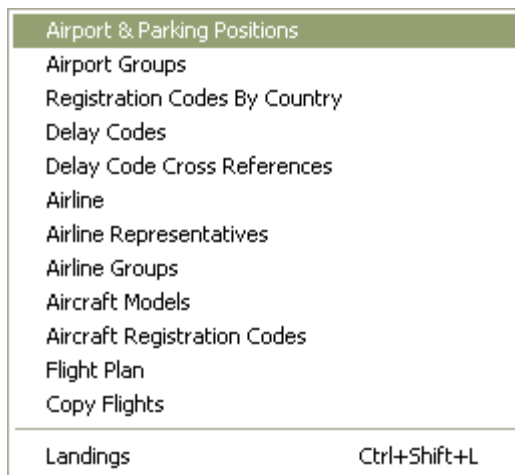 Airport & Parking Positions
Airport Groups
Registration Codes By Country
Delay Codes
Delay Code Cross References
Airline
Airline Representatives
Airline Groups
Aircraft Models
Aircraft Registration Codes
Flight Plan
Copy Flights
Landings Ctrl+Shift+L